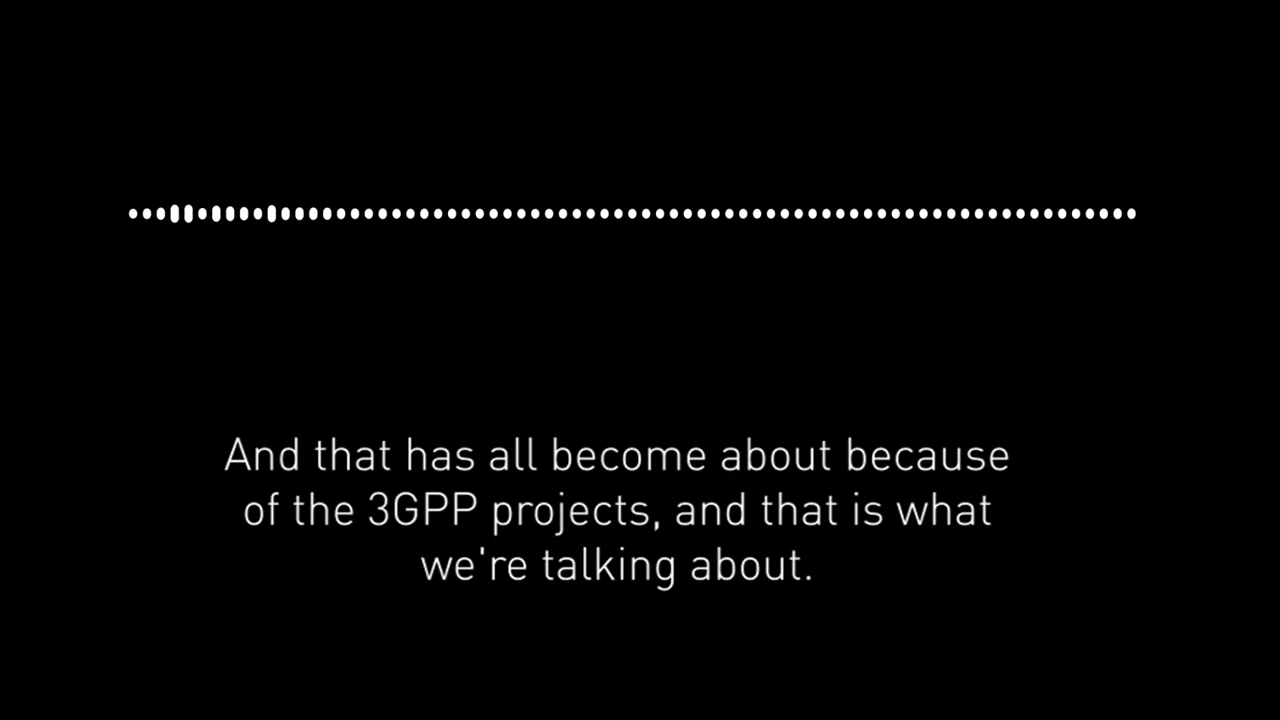 And that has all become about because
of the 3GPP projects, and that is what
we're talking about.